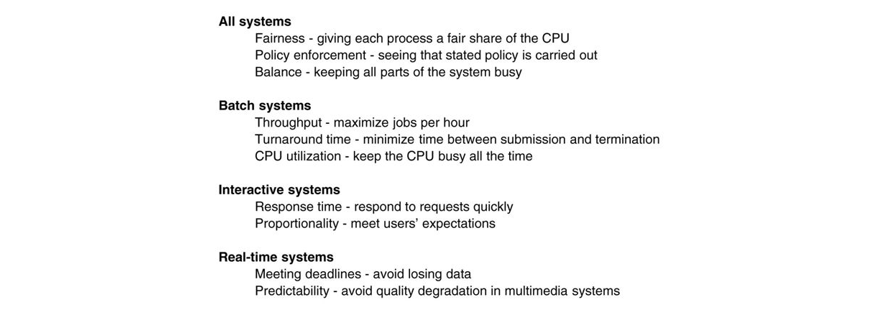 All systems
Fairness - giving each process a fair share of the CPU
Policy enforcement - seeing that stated policy is carried out
Balance - keeping all parts of the system busy
Batch systems
Throughput - maximize jobs per hour
Turnaround time - minimize time between submission and termination
CPU utilization - keep the CPU busy all the time
Interactive systems
Response time - respond to requests quickly
Proportionality - meet users’ expectations
Real-time systems
Meeting deadlines - avoid losing data
Predictability - avoid quality degradation in multimedia systems